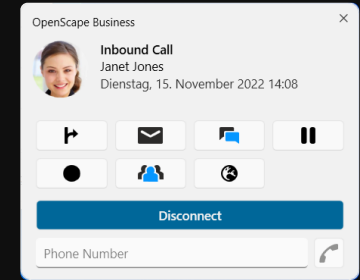 OpenScape Business
Inbound Call
Janet Jones
Dienstag, 15. November 2022 14:08
Disconnect
Phone Number